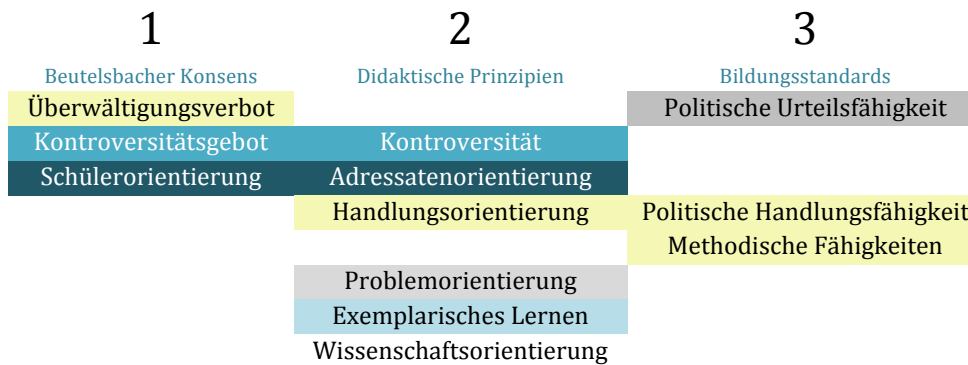 1 2 3
Beutelsbacher Konsens Didaktische Prinzipien Bildungsstandards
Überwältigungsverbot Politische Urteilsfähigkeit
Kontroversitätsgebot Kontroversität
Schülerorientierung Adressatenorientierung
Handlungsorientierung Politische Handlungsfähigkeit
Methodische Fähigkeiten
Problemorientierung
Exemplarisches Lernen
Wissenschaftsorientierung